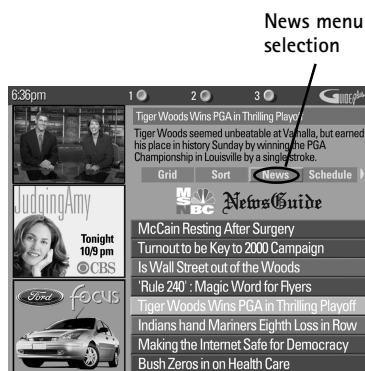 News menu
selection
6:36pm
1
2
3
GUIDE Plus
Tiger Woods Wins PGA in Thrilling Playoff
Tiger Woods seemed unbeatable at Valhalla, but earned
his place in history Sunday by winning the PGA
Championship in Louisville by a single stroke.
Grid Sort News Schedule
MSNBC NewsGuide
JudgingAmy
Tonight
10/9 pm
CBS
Ford focus
McCain Resting After Surgery
Turnout to be Key to 2000 Campaign
Is Wall Street out of the Woods
'Rule 240' : Magic Word for Flyers
Tiger Woods Wins PGA in Thrilling Playoff
Indians hand Mariners Eighth Loss in Row
Making the Internet Safe for Democracy
Bush Zeros in on Health Care